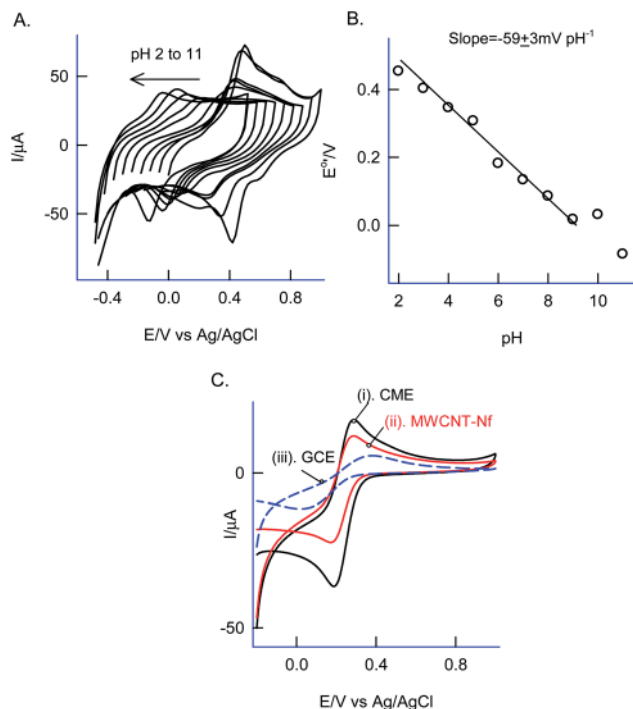 A.
pH 2 to 11
50
0
-50
I/µA
-0.4 0.0 0.4 0.8
E/V vs Ag/AgCl
B.
Slope=-59±3mV pH⁻¹
0.4
0.2
0.0
E°'/V
2 4 6 8 10
pH
C.
(i). CME
(ii). MWCNT-Nf
(iii). GCE
0
-50
I/µA
0.0 0.4 0.8
E/V vs Ag/AgCl